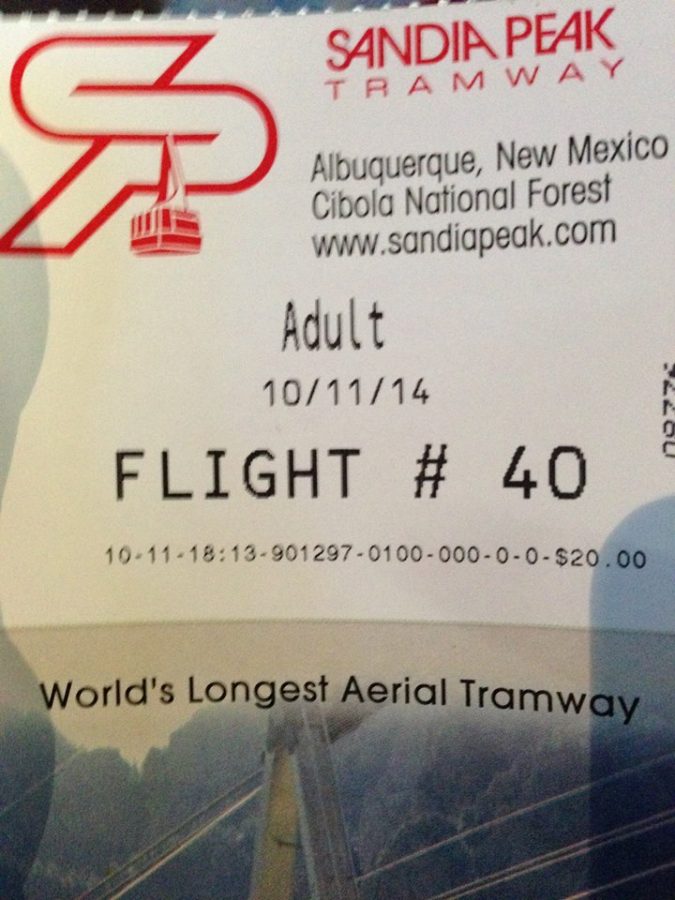 SANDIA PEAK
TRAMWAY
Albuquerque, New Mexico
Cibola National Forest
www.sandiapeak.com
Adult
10/11/14
FLIGHT # 40
10-11-18:13-901297-0100-000-0-0-$20.00
World's Longest Aerial Tramway